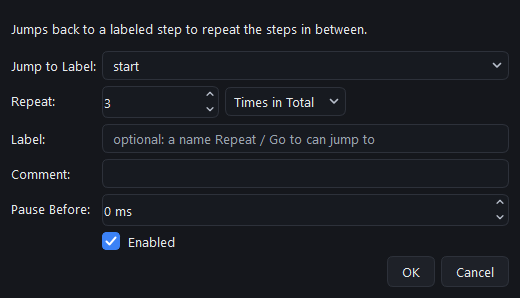 Jumps back to a labeled step to repeat the steps in between.
Jump to Label: start
Repeat: 3 Times in Total
Label: optional: a name Repeat / Go to can jump to
Comment:
Pause Before: 0 ms
Enabled
OK Cancel